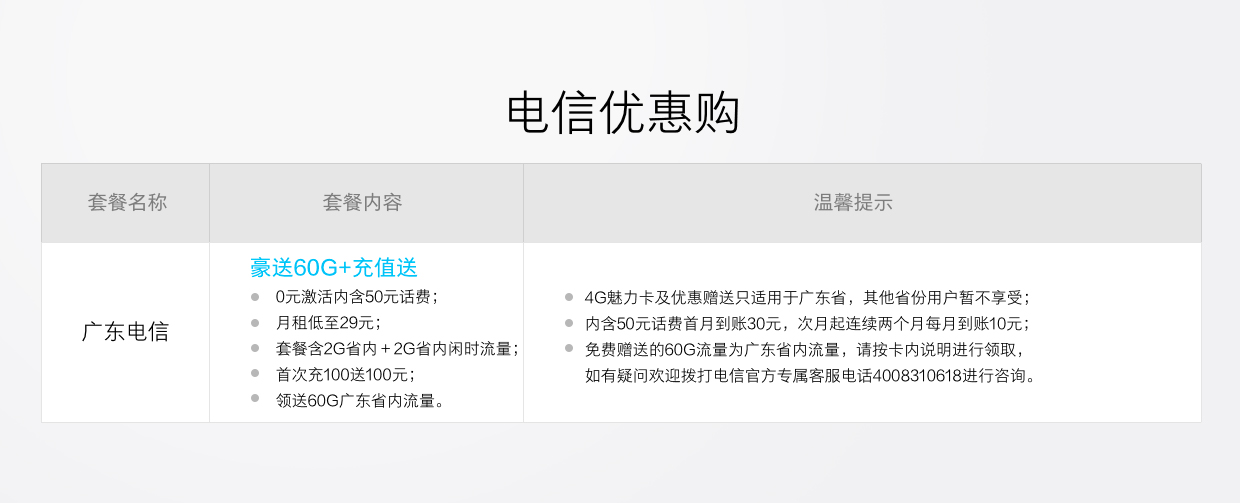 电信优惠购
套餐名称
套餐内容
温馨提示
广东电信
豪送60G+充值送
0元激活内含50元话费；
月租低至29元；
套餐含2G省内＋2G省内闲时流量；
首次充100送100元；
领送60G广东省内流量。
4G魅力卡及优惠赠送只适用于广东省，其他省份用户暂不享受；
内含50元话费首月到账30元，次月起连续两个月每月到账10元；
免费赠送的60G流量为广东省内流量，请按卡内说明进行领取，
如有疑问欢迎拨打电信官方专属客服电话4008310618进行咨询。